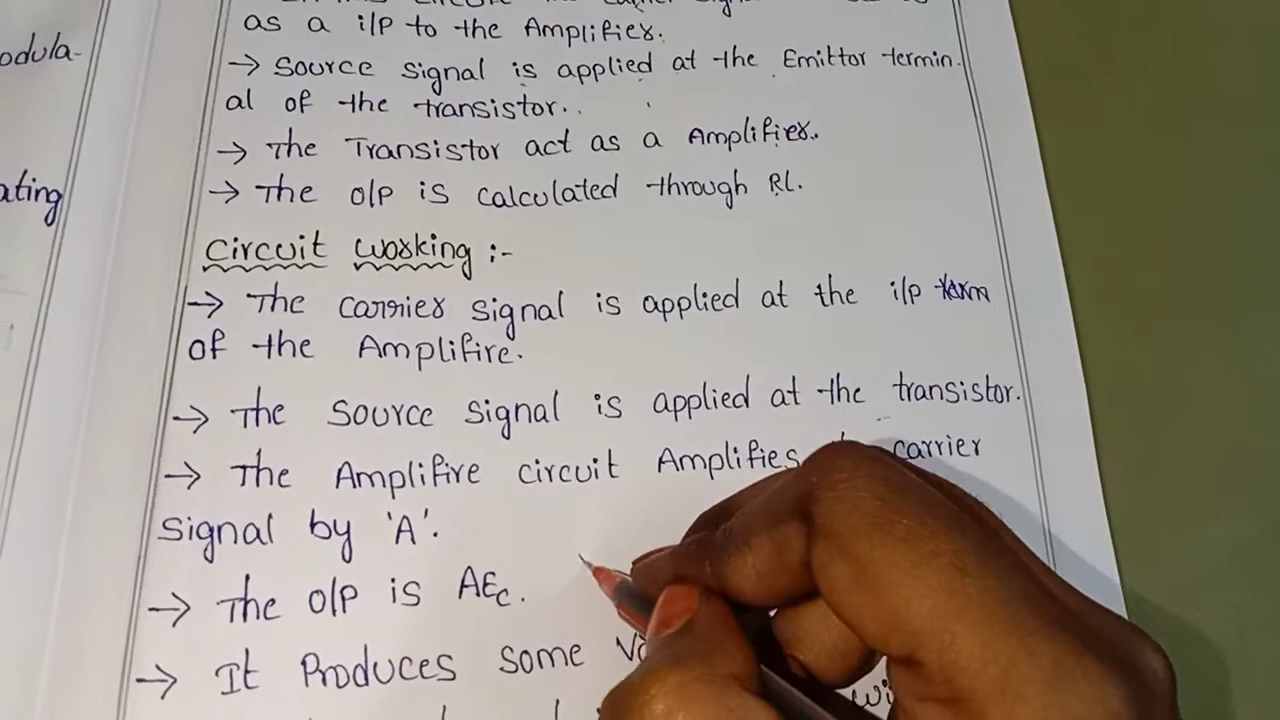 odula-
ating
as a i/p to the Amplifier.
→ Source signal is applied at the Emittor termin.
al of the transistor..
→ The Transistor act as a Amplifier.
→ The o/p is calculated through RL.
Circuit Working :-
→ The carrier signal is applied at the i/p term
of the Amplifire.
→ The source signal is applied at the transistor.
→ The Amplifire circuit Amplifies carrier
signal by 'A'.
→ The o/p is AEc.
→ It Produces some